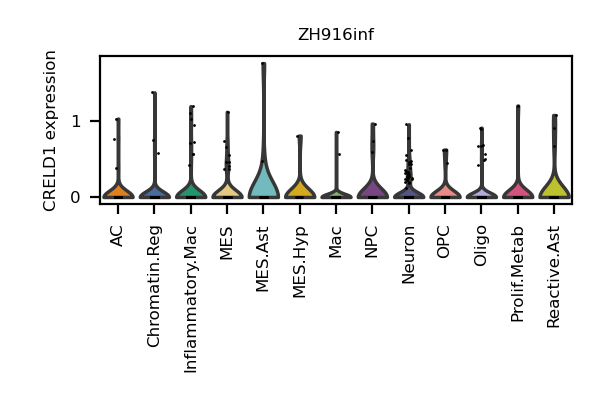 ZH916inf
CRELD1 expression
1
0
AC
Chromatin.Reg
Inflammatory.Mac
MES
MES.Ast
MES.Hyp
Mac
NPC
Neuron
OPC
Oligo
Prolif.Metab
Reactive.Ast